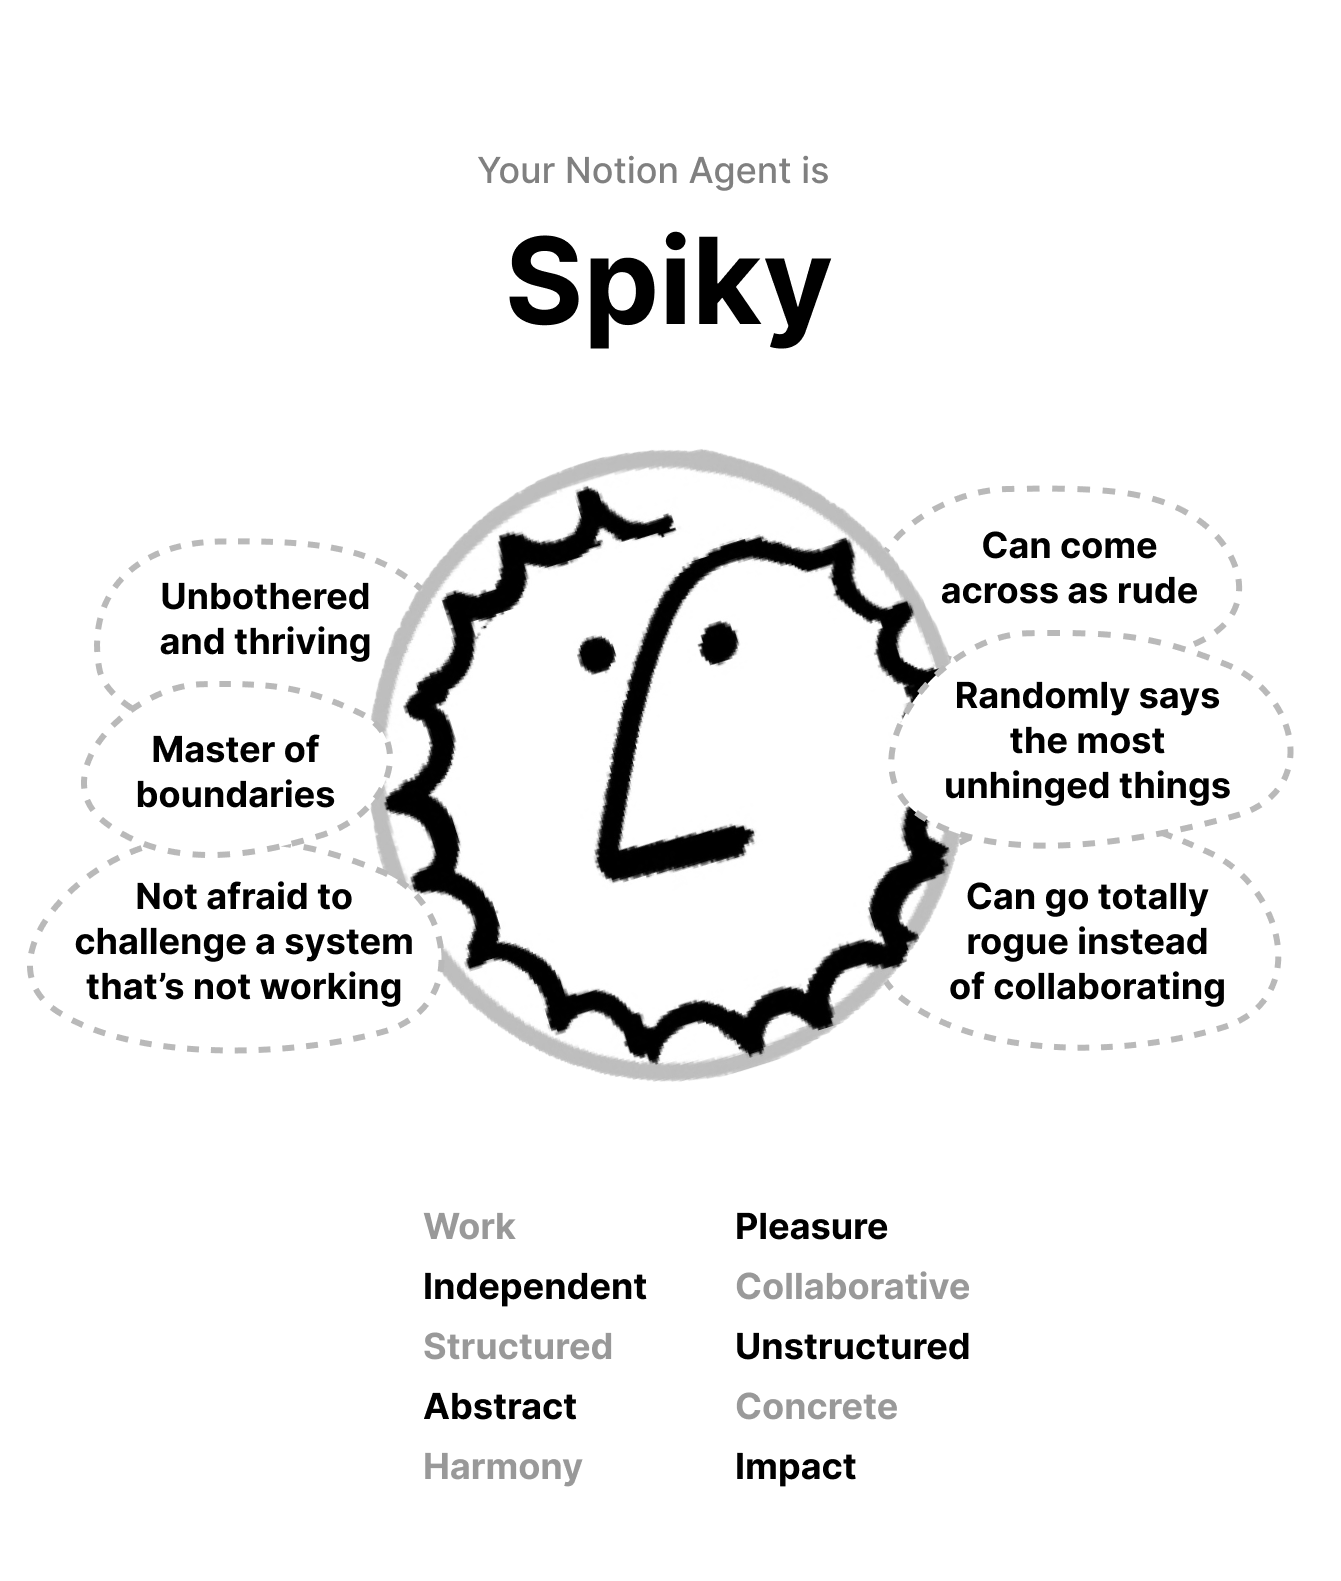 Your Notion Agent is
Spiky
Unbothered
and thriving
Master of
boundaries
Not afraid to
challenge a system
that’s not working
Can come
across as rude
Randomly says
the most
unhinged things
Can go totally
rogue instead
of collaborating
Work Pleasure
Independent Collaborative
Structured Unstructured
Abstract Concrete
Harmony Impact